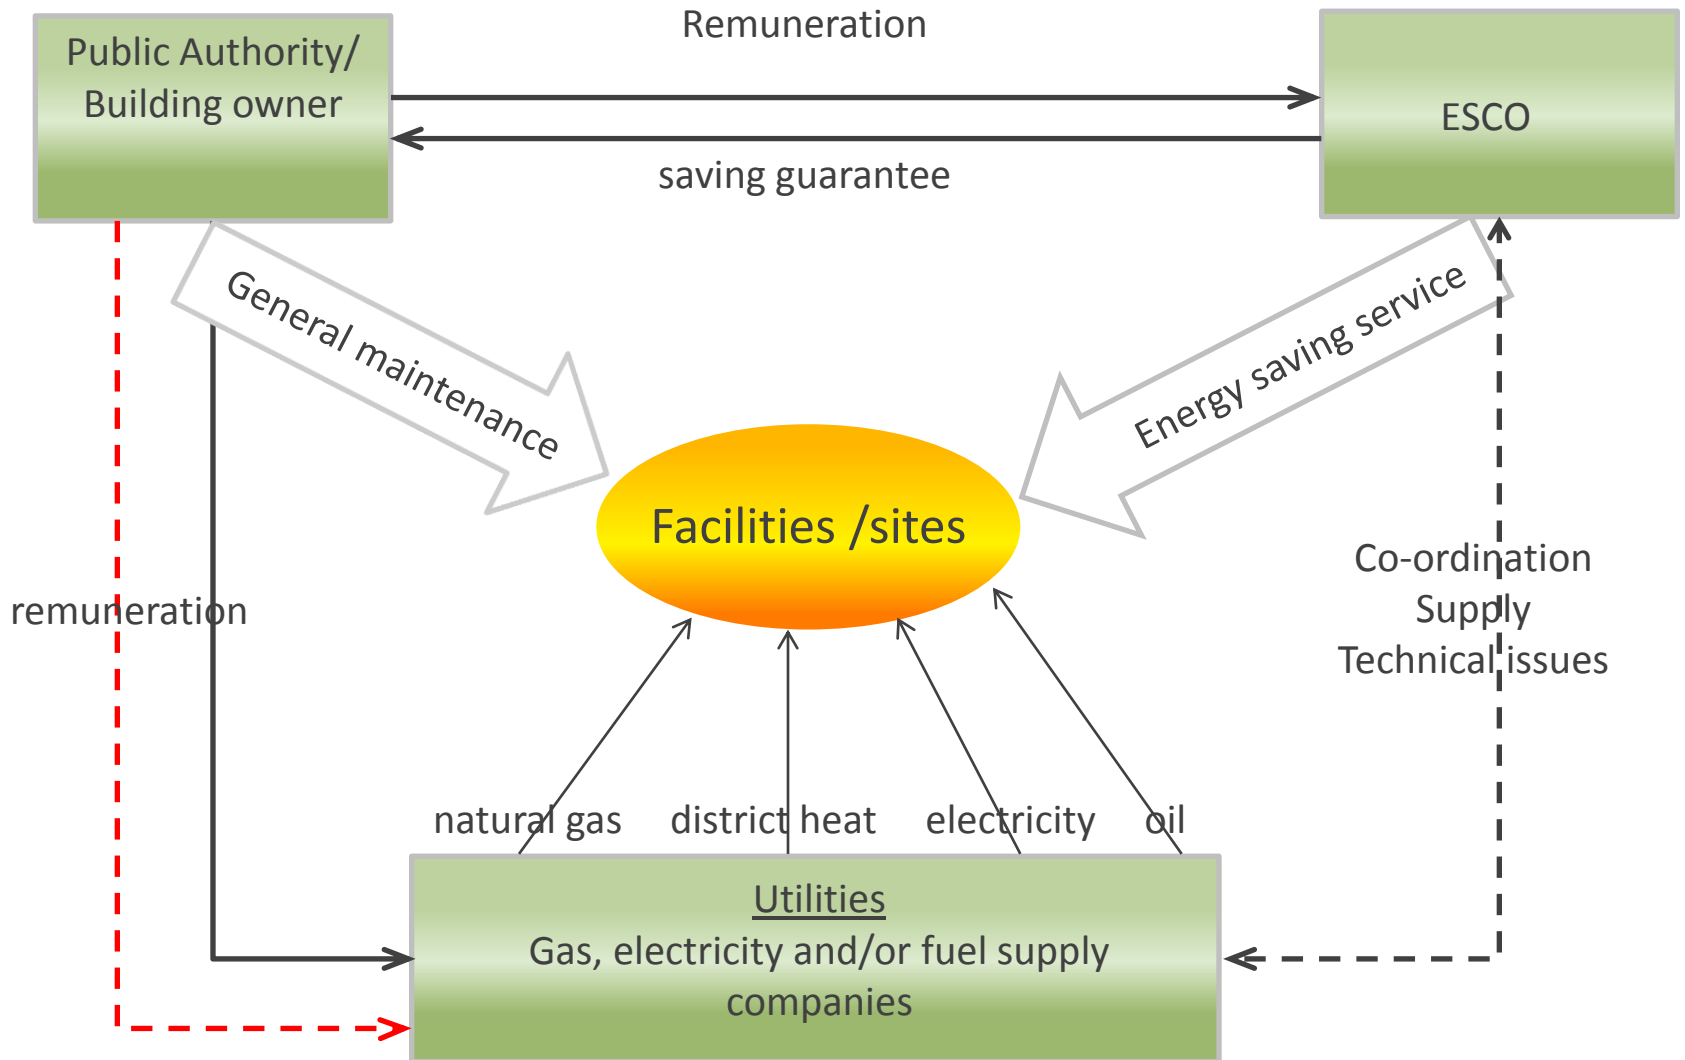 Remuneration
Public Authority/
Building owner
ESCO
saving guarantee
General maintenance
Energy saving service
Facilities /sites
remuneration
Co-ordination
Supply
Technical issues
natural gas
district heat
electricity
oil
Utilities
Gas, electricity and/or fuel supply
companies